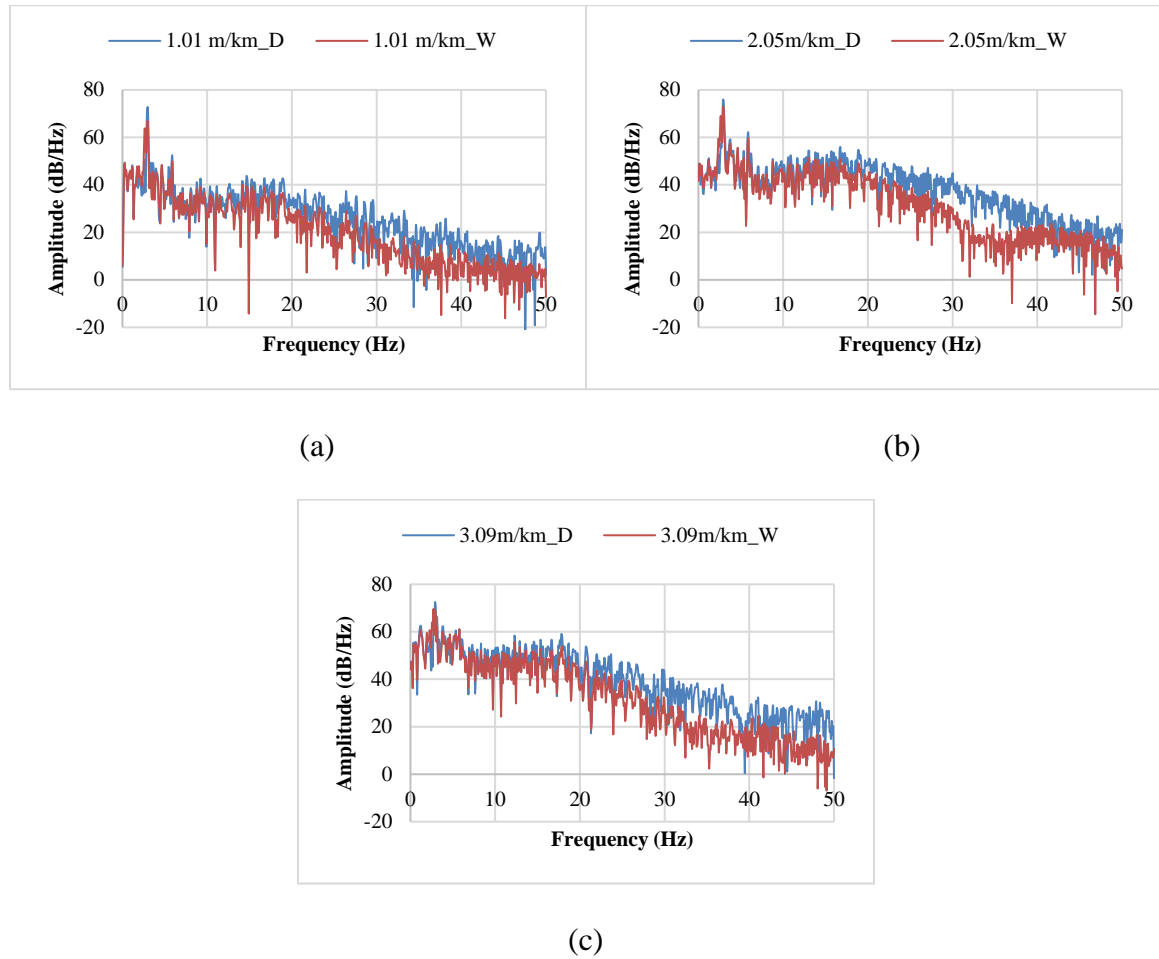 1.01 m/km_D 1.01 m/km_W
80
60
40
20
0
-20
0 10 20 30 40 50
Amplitude (dB/Hz)
Frequency (Hz)
(a)
2.05m/km_D 2.05m/km_W
80
60
40
20
0
-20
0 10 20 30 40 50
Amplitude (dB/Hz)
Frequency (Hz)
(b)
3.09m/km_D 3.09m/km_W
80
60
40
20
0
-20
0 10 20 30 40 50
Amplitude (dB/Hz)
Frequency (Hz)
(c)